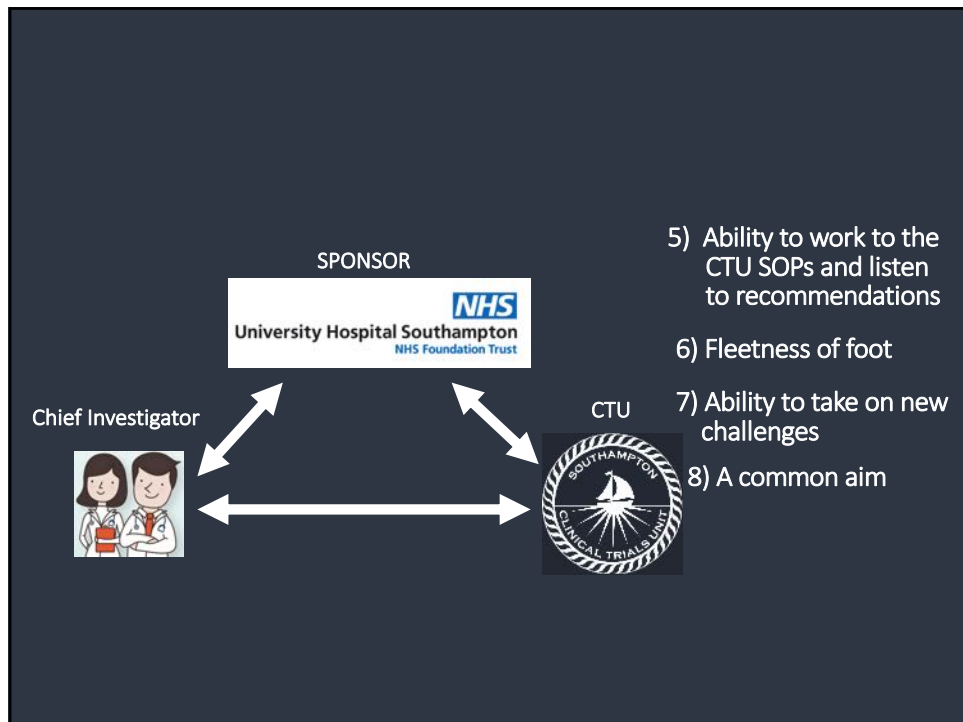 SPONSOR
NHS
University Hospital Southampton
NHS Foundation Trust
Chief Investigator
CTU
SOUTHAMPTON
CLINICAL TRIALS UNIT
5) Ability to work to the
CTU SOPs and listen
to recommendations
6) Fleetness of foot
7) Ability to take on new
challenges
8) A common aim